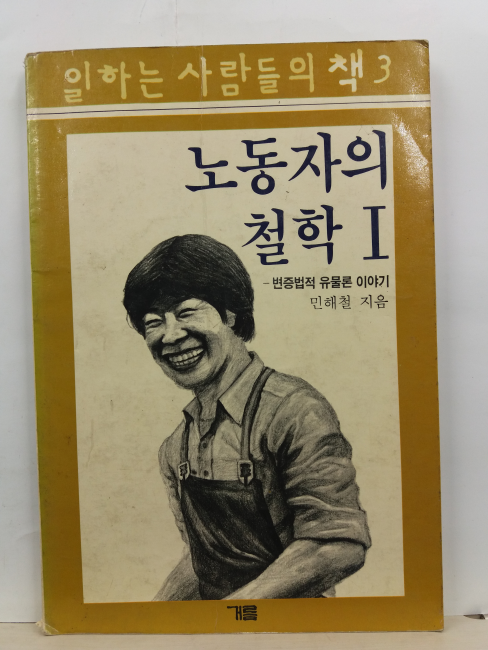 일하는 사람들의 책 3
노동자의
철학 I
- 변증법적 유물론 이야기
민해철 지음
거름